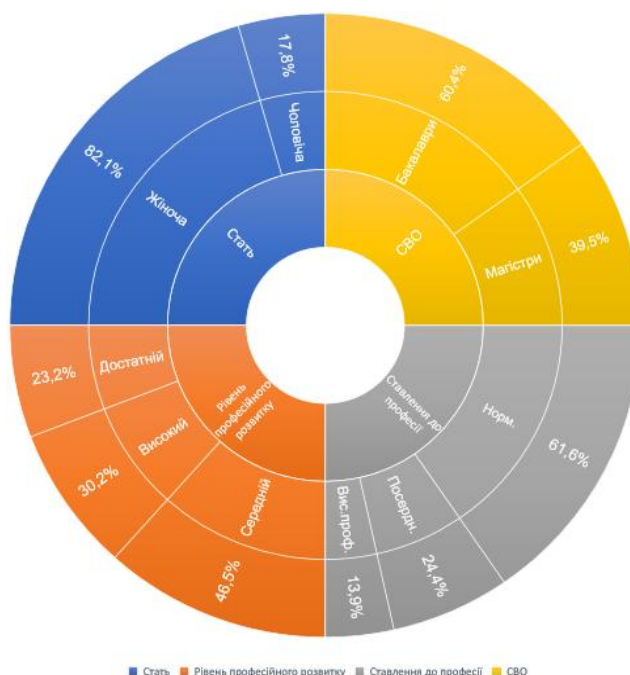 17,8%
60,4%
Чоловіча
Бакалаври
82,1%
Жіноча
Стать
СВО
Магістри
39,5%
23,2%
Достатній
Рівень
професійного
розвитку
Ставлення до
професії
Норм.
61,6%
Високий
30,2%
Середній
46,5%
Вис.проф.
13,9%
Посердн.
24,4%
Стать
Рівень професійного розвитку
Ставлення до професії
СВО